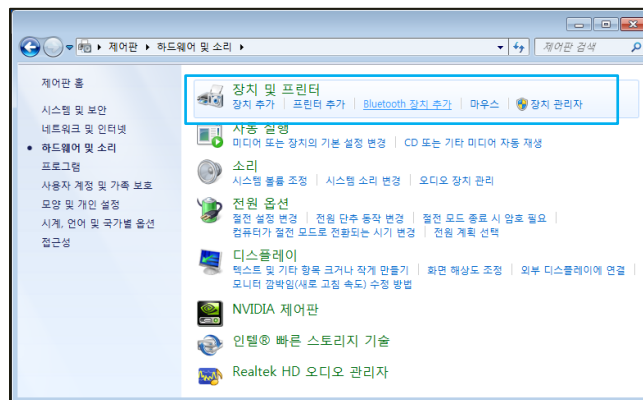 제어판 ▸ 하드웨어 및 소리 ▸
제어판 검색
제어판 홈
시스템 및 보안
네트워크 및 인터넷
하드웨어 및 소리
프로그램
사용자 계정 및 가족 보호
모양 및 개인 설정
시계, 언어 및 국가별 옵션
접근성
장치 및 프린터
장치 추가 | 프린터 추가 | Bluetooth 장치 추가 | 마우스 | 장치 관리자
자동 실행
미디어 또는 장치의 기본 설정 변경 | CD 또는 기타 미디어 자동 재생
소리
시스템 볼륨 조정 | 시스템 소리 변경 | 오디오 장치 관리
전원 옵션
절전 설정 변경 | 전원 단추 동작 변경 | 절전 모드 종료 시 암호 필요 |
컴퓨터가 절전 모드로 전환되는 시기 변경 | 전원 계획 선택
디스플레이
텍스트 및 기타 항목 크거나 작게 만들기 | 화면 해상도 조정 | 외부 디스플레이에 연결 |
모니터 깜박임(새로 고침 속도) 수정 방법
NVIDIA 제어판
인텔® 빠른 스토리지 기술
Realtek HD 오디오 관리자